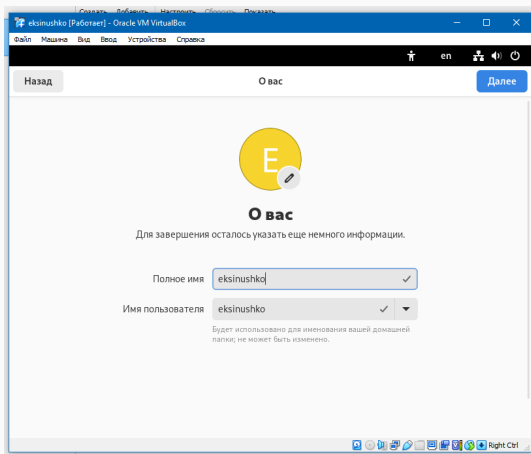 Создать Добавить Настроить Сбросить Показать
eksinushko [Работает] - Oracle VM VirtualBox
Файл Машина Вид Ввод Устройства Справка
en
Назад
О вас
Далее
E
О вас
Для завершения осталось указать еще немного информации.
Полное имя
eksinushko
Имя пользователя
eksinushko
Будет использовано для именования вашей домашней
папки; не может быть изменено.
Right Ctrl